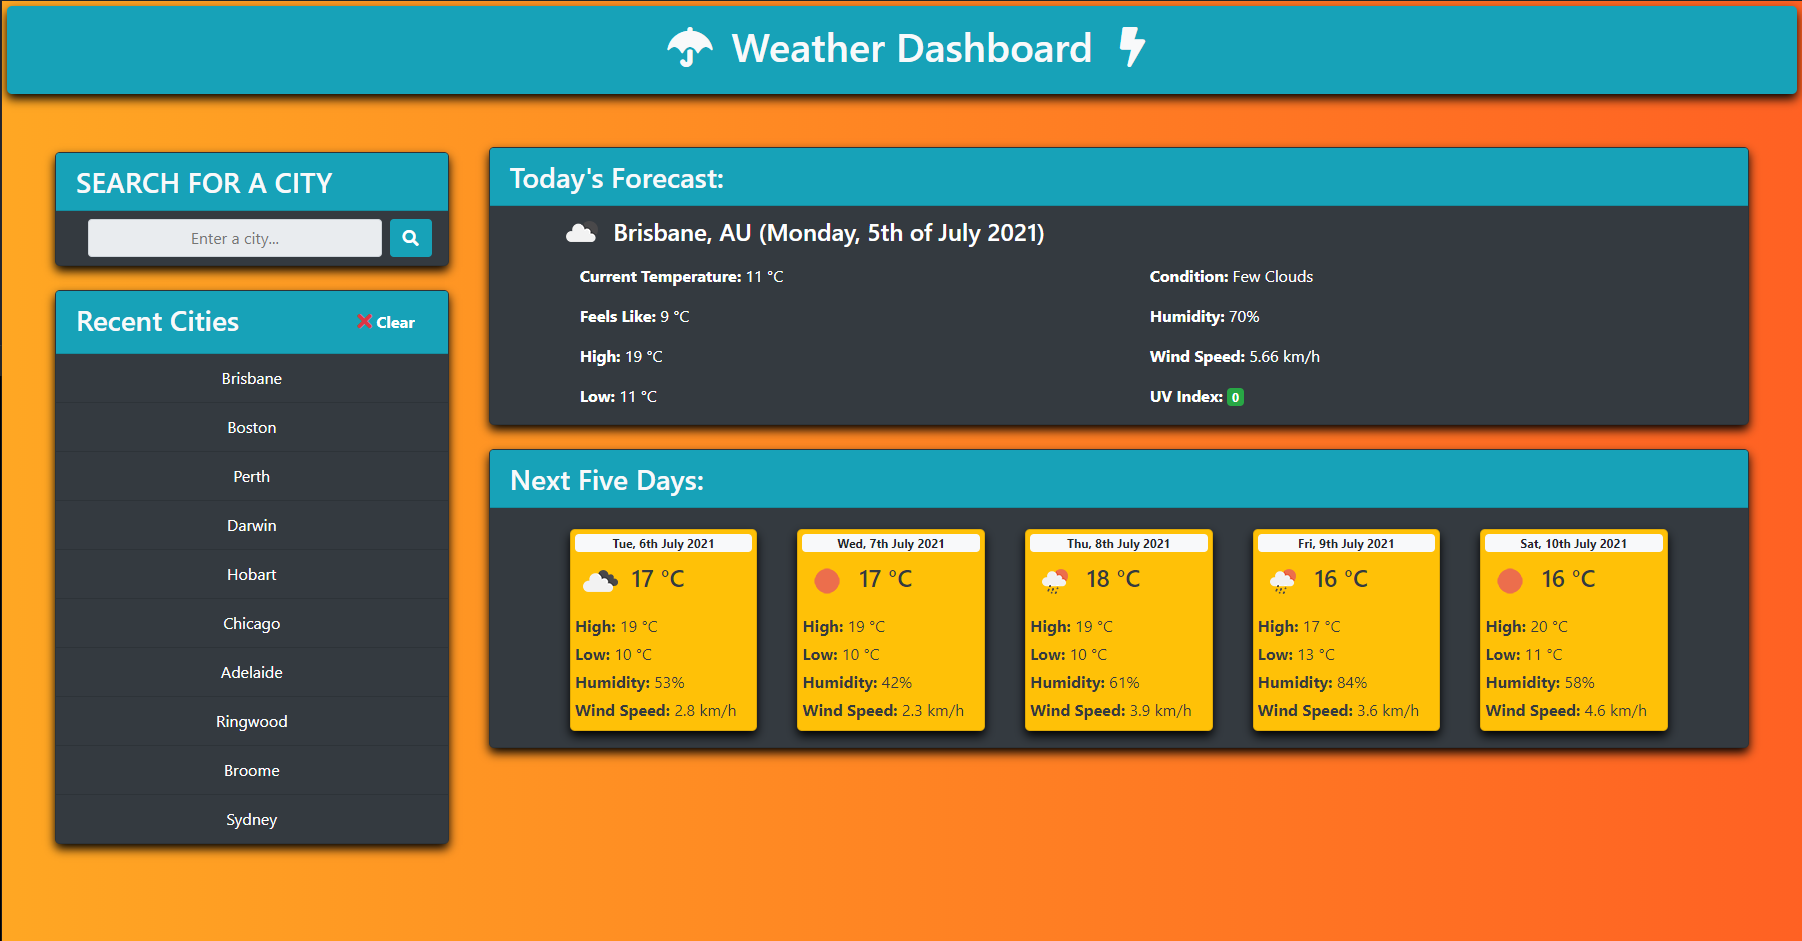 Weather Dashboard
SEARCH FOR A CITY
Enter a city...
Recent Cities
Clear
Brisbane
Boston
Perth
Darwin
Hobart
Chicago
Adelaide
Ringwood
Broome
Sydney
Today's Forecast:
Brisbane, AU (Monday, 5th of July 2021)
Current Temperature: 11 °C
Feels Like: 9 °C
High: 19 °C
Low: 11 °C
Condition: Few Clouds
Humidity: 70%
Wind Speed: 5.66 km/h
UV Index: 0
Next Five Days:
Tue, 6th July 2021
17 °C
High: 19 °C
Low: 10 °C
Humidity: 53%
Wind Speed: 2.8 km/h
Wed, 7th July 2021
17 °C
High: 19 °C
Low: 10 °C
Humidity: 42%
Wind Speed: 2.3 km/h
Thu, 8th July 2021
18 °C
High: 19 °C
Low: 10 °C
Humidity: 61%
Wind Speed: 3.9 km/h
Fri, 9th July 2021
16 °C
High: 17 °C
Low: 13 °C
Humidity: 84%
Wind Speed: 3.6 km/h
Sat, 10th July 2021
16 °C
High: 20 °C
Low: 11 °C
Humidity: 58%
Wind Speed: 4.6 km/h